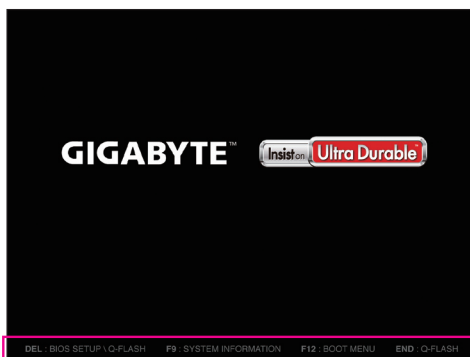 GIGABYTE™ Insist on Ultra Durable™
DEL : BIOS SETUP \ Q-FLASH F9 : SYSTEM INFORMATION F12 : BOOT MENU END : Q-FLASH